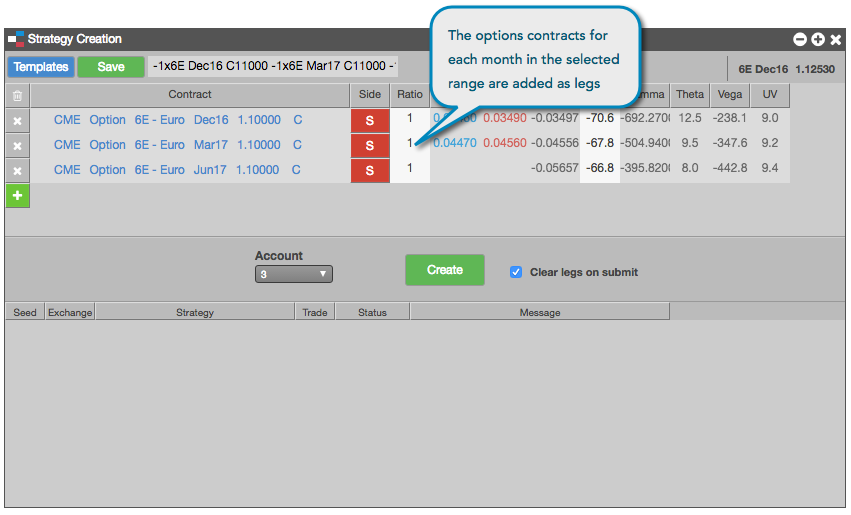 Strategy Creation
The options contracts for
each month in the selected
range are added as legs
Templates Save -1x6E Dec16 C11000 -1x6E Mar17 C11000 -1 6E Dec16 1.12530
Contract Side Ratio Theta Vega UV
CME Option 6E - Euro Dec16 1.10000 C S 1 0.03490 -0.03497 -70.6 -692.2700 12.5 -238.1 9.0
CME Option 6E - Euro Mar17 1.10000 C S 1 0.04470 0.04560 -0.04556 -67.8 -504.9400 9.5 -347.6 9.2
CME Option 6E - Euro Jun17 1.10000 C S 1 -0.05657 -66.8 -395.8200 8.0 -442.8 9.4
Account
3 Create Clear legs on submit
Seed Exchange Strategy Trade Status Message